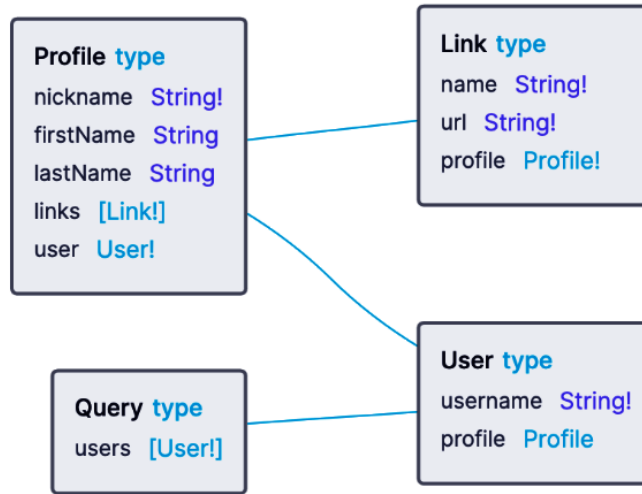 Profile type
nickname String!
firstName String
lastName String
links [Link!]
user User!
Link type
name String!
url String!
profile Profile!
Query type
users [User!]
User type
username String!
profile Profile